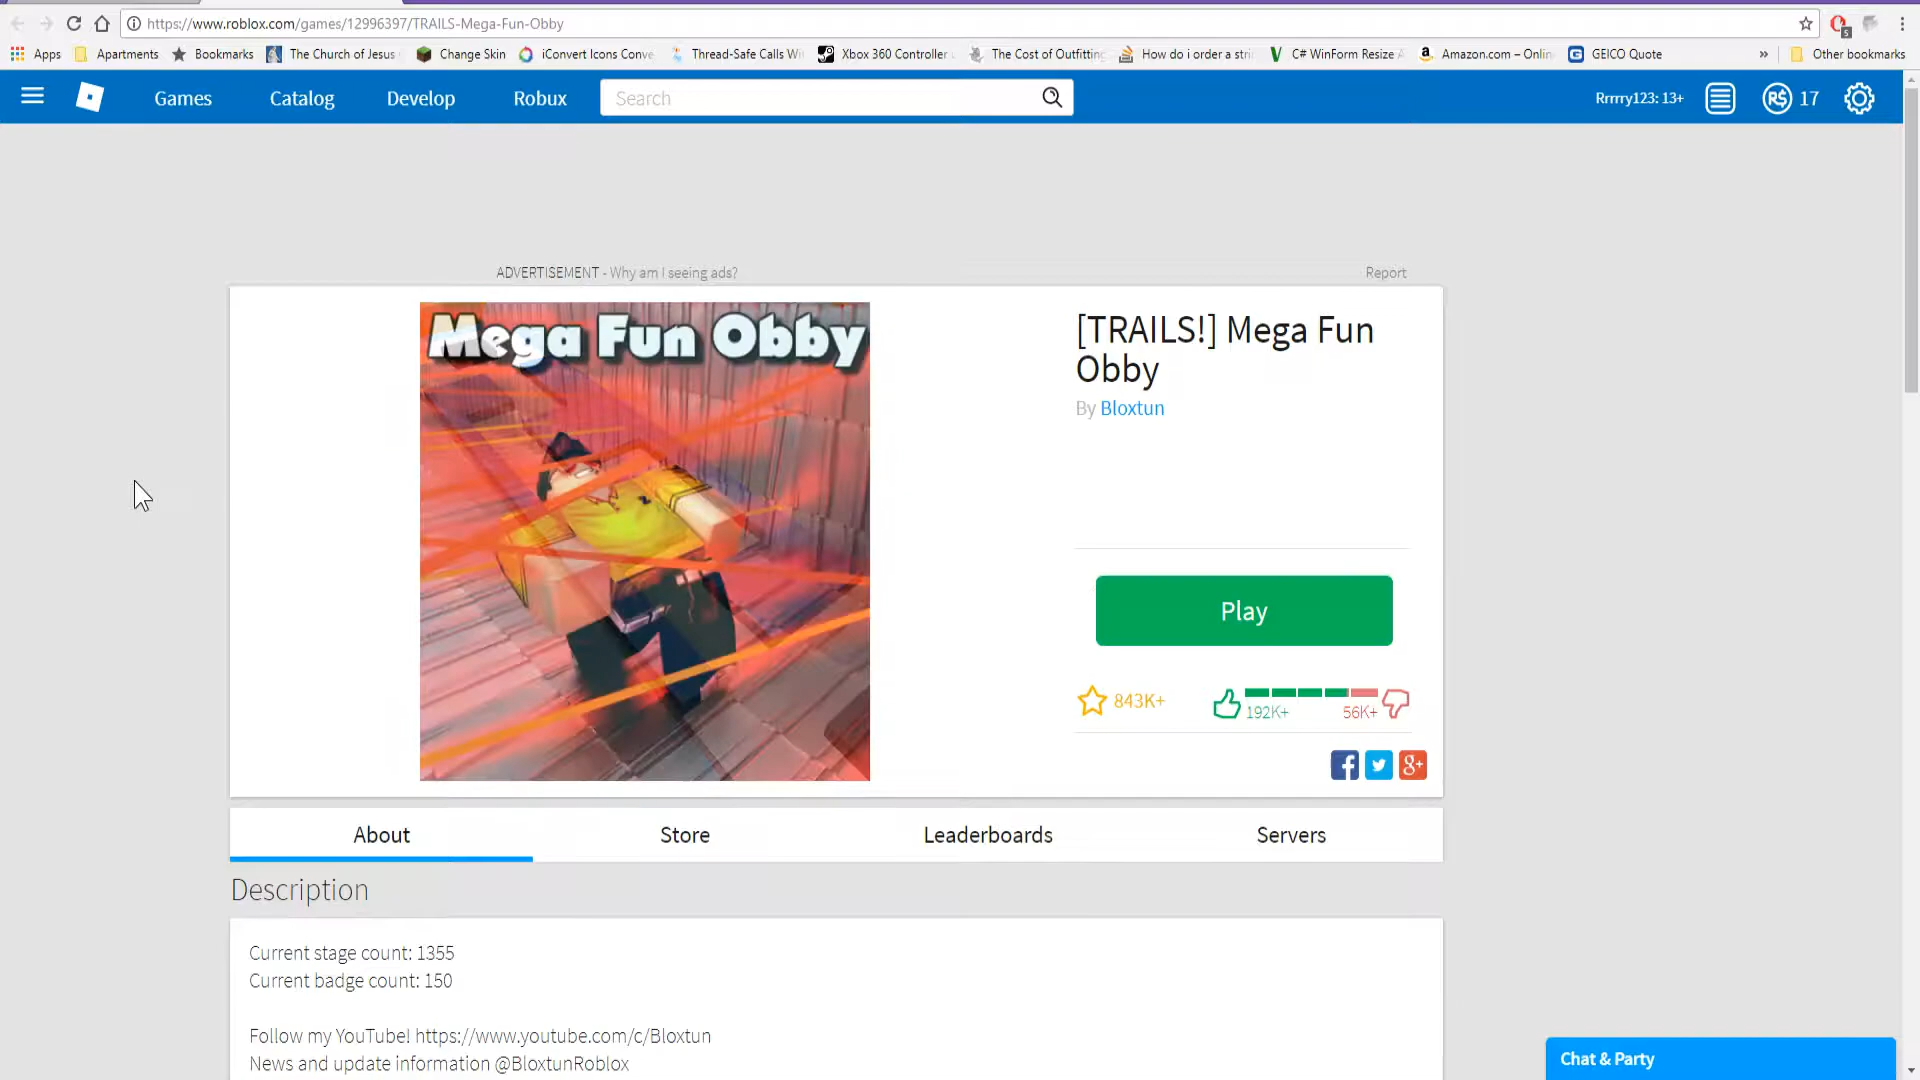 https://www.roblox.com/games/12996397/TRAILS-Mega-Fun-Obby
5
Apps Apartments Bookmarks The Church of Jesus Change Skin iConvert Icons Conve Thread-Safe Calls Wi Xbox 360 Controller The Cost of Outfitting How do i order a stri C# WinForm Resize A Amazon.com – Onlin GEICO Quote » Other bookmarks
Games Catalog Develop Robux Search Rrrrry123: 13+ R$ 17
ADVERTISEMENT - Why am I seeing ads? Report
Mega Fun Obby
[TRAILS!] Mega Fun
Obby
By Bloxtun
Play
843K+ 192K+ 56K+
g+
About Store Leaderboards Servers
Description
Current stage count: 1355
Current badge count: 150
Follow my YouTube! https://www.youtube.com/c/Bloxtun
News and update information @BloxtunRoblox
Chat & Party